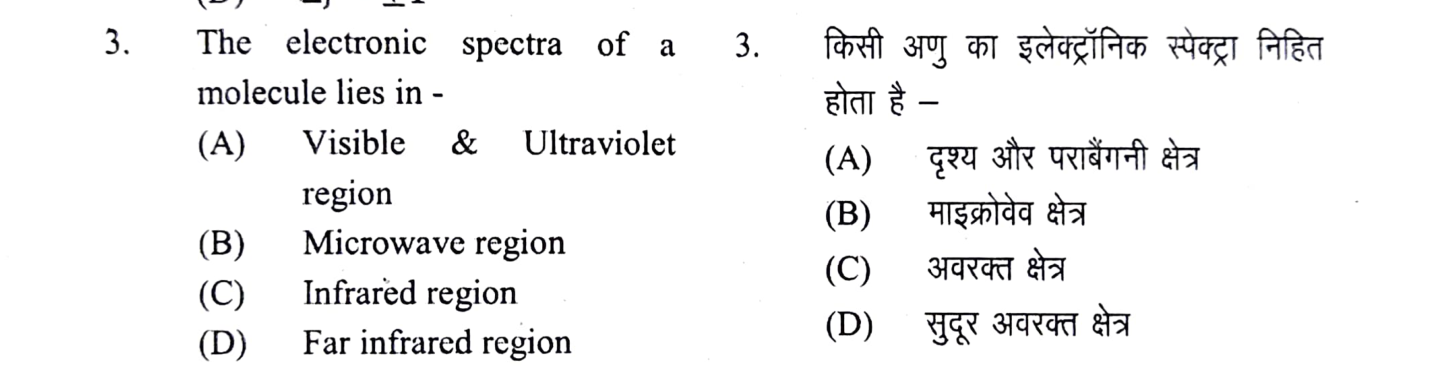 3. The electronic spectra of a
molecule lies in -
(A) Visible & Ultraviolet
region
(B) Microwave region
(C) Infrared region
(D) Far infrared region
3. किसी अणु का इलेक्ट्रॉनिक स्पेक्ट्रा निहित
होता है –
(A) दृश्य और पराबैंगनी क्षेत्र
(B) माइक्रोवेव क्षेत्र
(C) अवरक्त क्षेत्र
(D) सुदूर अवरक्त क्षेत्र